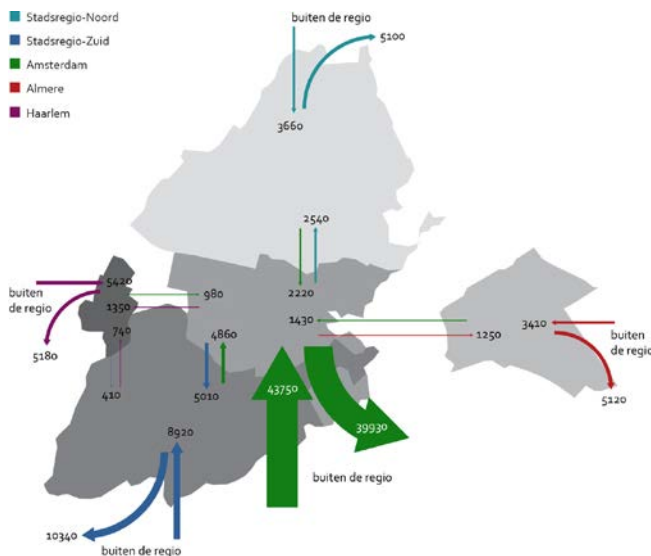 Stadsregio-Noord
Stadsregio-Zuid
Amsterdam
Almere
Haarlem
buiten de regio
5100
3660
2540
5420
buiten
de regio
1350
740
5180
980
2220
1430
4860
1250
3410
buiten
de regio
5120
410
5010
43750
39930
8920
buiten de regio
10340
buiten de regio